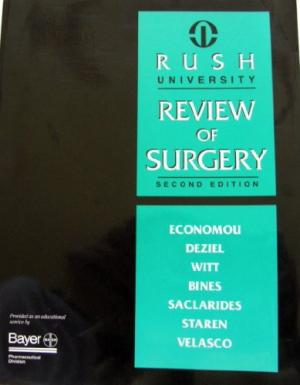 RUSH
UNIVERSITY
REVIEW
OF
SURGERY
SECOND EDITION
ECONOMOU
DEZIEL
WITT
BINES
SACLARIDES
STAREN
VELASCO
Provided as an educational
service by
Bayer
Pharmaceutical
Division